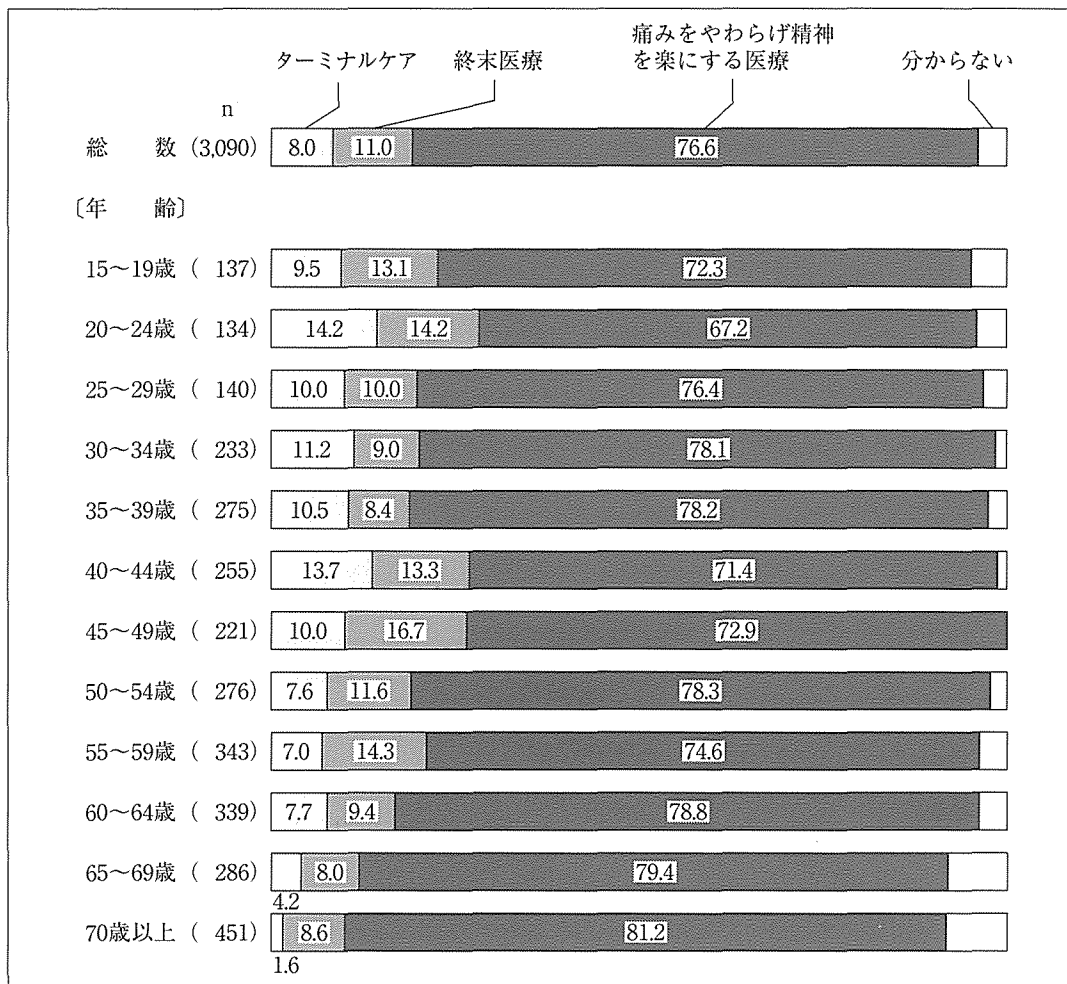 ターミナルケア 終末医療 痛みをやわらげ精神を楽にする医療 分からない
n
総 数 (3,090) 8.0 11.0 76.6
〔年 齢〕
15～19歳 ( 137) 9.5 13.1 72.3
20～24歳 ( 134) 14.2 14.2 67.2
25～29歳 ( 140) 10.0 10.0 76.4
30～34歳 ( 233) 11.2 9.0 78.1
35～39歳 ( 275) 10.5 8.4 78.2
40～44歳 ( 255) 13.7 13.3 71.4
45～49歳 ( 221) 10.0 16.7 72.9
50～54歳 ( 276) 7.6 11.6 78.3
55～59歳 ( 343) 7.0 14.3 74.6
60～64歳 ( 339) 7.7 9.4 78.8
65～69歳 ( 286) 8.0 79.4
4.2
70歳以上 ( 451) 8.6 81.2
1.6